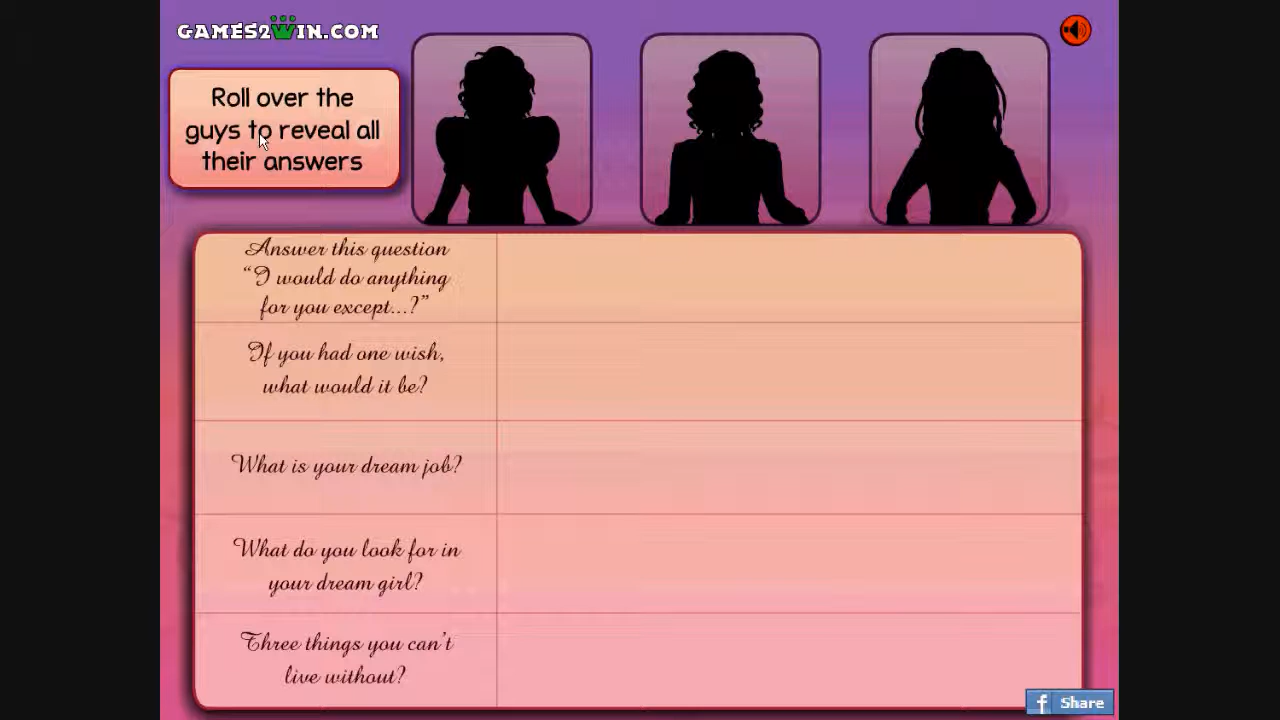 GAMES2WIN.COM
Roll over the
guys to reveal all
their answers
Answer this question
“I would do anything
for you except...?”
If you had one wish,
what would it be?
What is your dream job?
What do you look for in
your dream girl?
Three things you can't
live without?
f Share